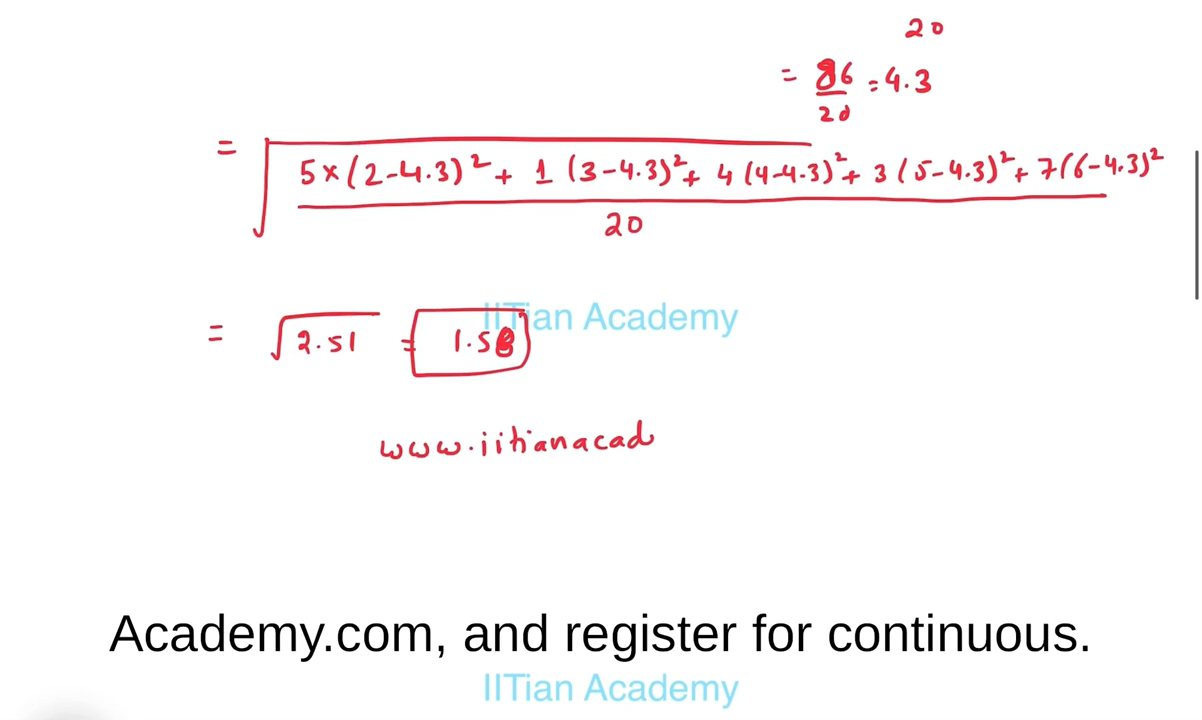 20
= 86/20 = 4.3
= √(5×(2-4.3)² + 1(3-4.3)² + 4(4-4.3)² + 3(5-4.3)² + 7(6-4.3)²)/20
IITian Academy
= √2.51 = 1.58
www.iitianacad
Academy.com, and register for continuous.
IITian Academy